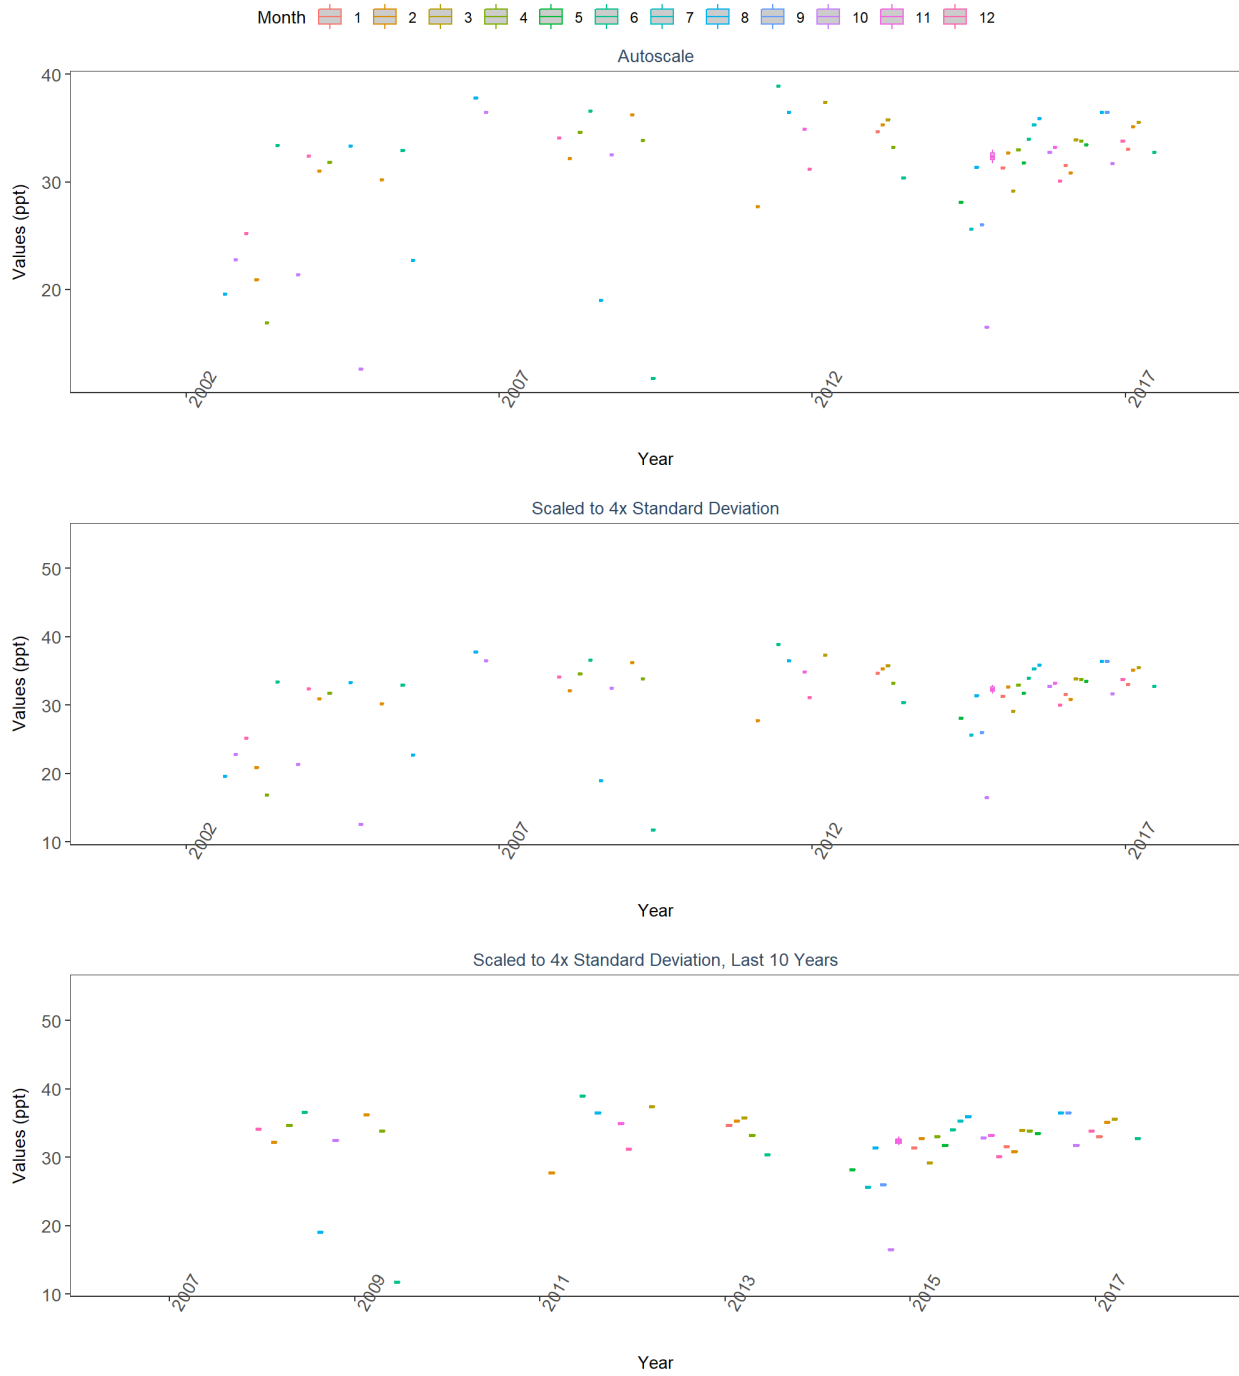 Month 1 2 3 4 5 6 7 8 9 10 11 12
Autoscale
40
30
20
Values (ppt)
2002 2007 2012 2017
Year
Scaled to 4x Standard Deviation
50
40
30
20
10
Values (ppt)
2002 2007 2012 2017
Year
Scaled to 4x Standard Deviation, Last 10 Years
50
40
30
20
10
Values (ppt)
2007 2009 2011 2013 2015 2017
Year